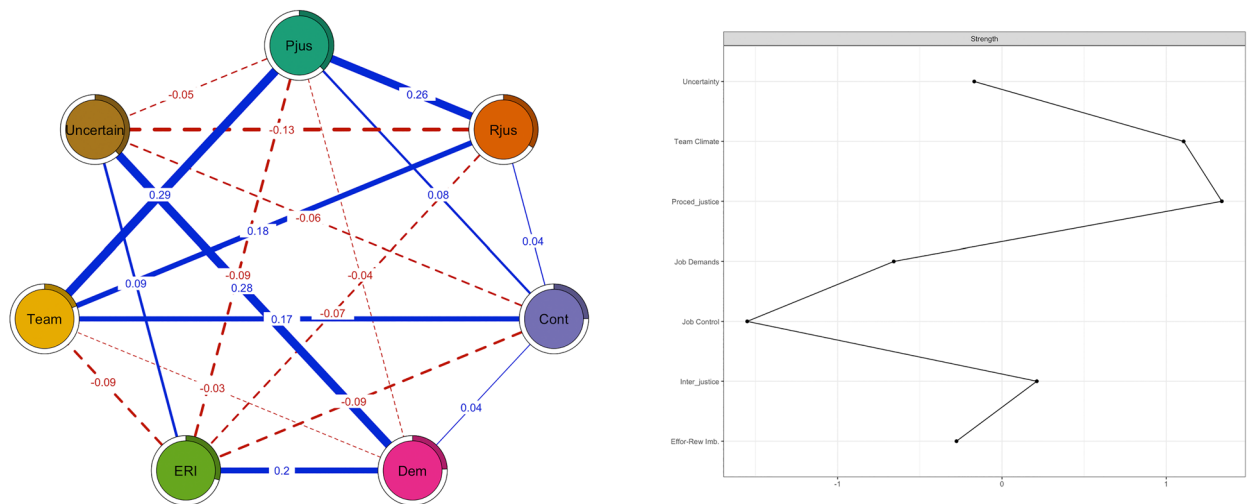 Pjus
Uncertain
Rjus
Team
Cont
ERI
Dem
-0.05
0.26
-0.13
0.29
0.08
-0.06
0.18
0.04
-0.09
0.28
-0.04
0.09
0.17
-0.07
-0.09
-0.03
-0.09
0.04
0.2
Strength
Uncertainty
Team Climate
Proced_justice
Job Demands
Job Control
Inter_justice
Effor-Rew Imb.
-1
0
1